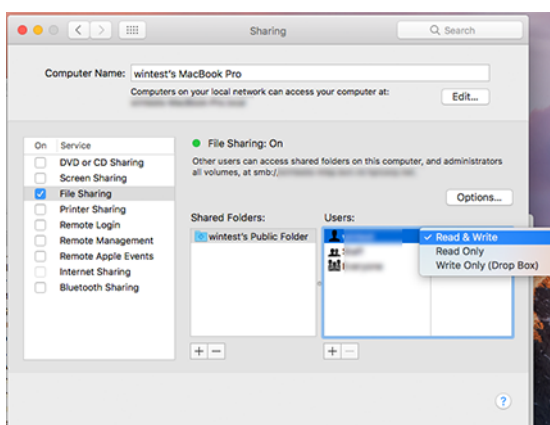 Sharing
Search
Computer Name: wintest's MacBook Pro
Computers on your local network can access your computer at:
Edit...
On Service
DVD or CD Sharing
Screen Sharing
File Sharing
Printer Sharing
Remote Login
Remote Management
Remote Apple Events
Internet Sharing
Bluetooth Sharing
File Sharing: On
Other users can access shared folders on this computer, and administrators
all volumes, at smb:/
Options...
Shared Folders:
wintest's Public Folder
Users:
Read & Write
Read Only
Write Only (Drop Box)
+ −
+ −
?